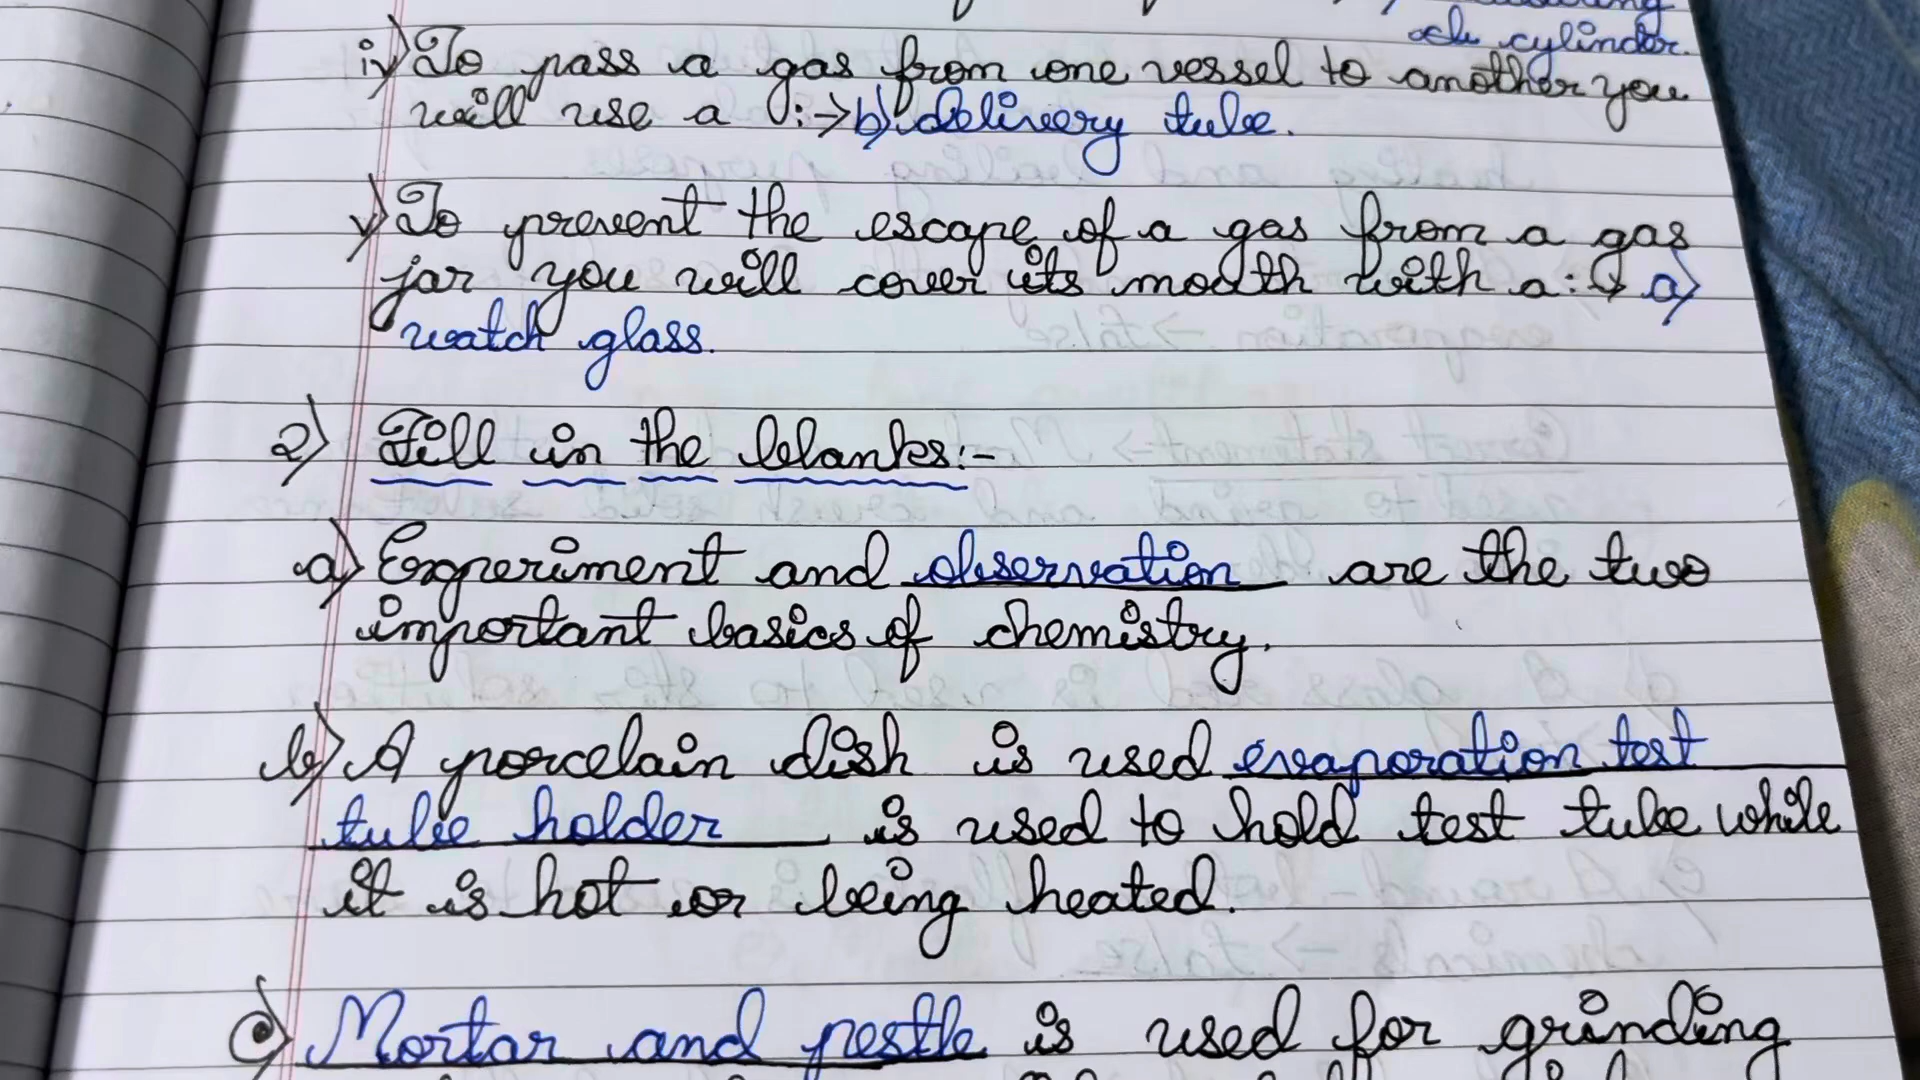 cylinder.
iv) To pass a gas from one vessel to another you
will use a :→ b) delivery tube.
v) To prevent the escape of a gas from a gas
jar you will cover its mouth with a :↳ a)
watch glass.
2) Fill in the blanks:-
a) Experiment and observation are the two
important basics of chemistry.
b) A porcelain dish is used evaporation test
tube holder is used to hold test tube while
it is hot or being heated.
c) Mortar and pestle is used for grinding